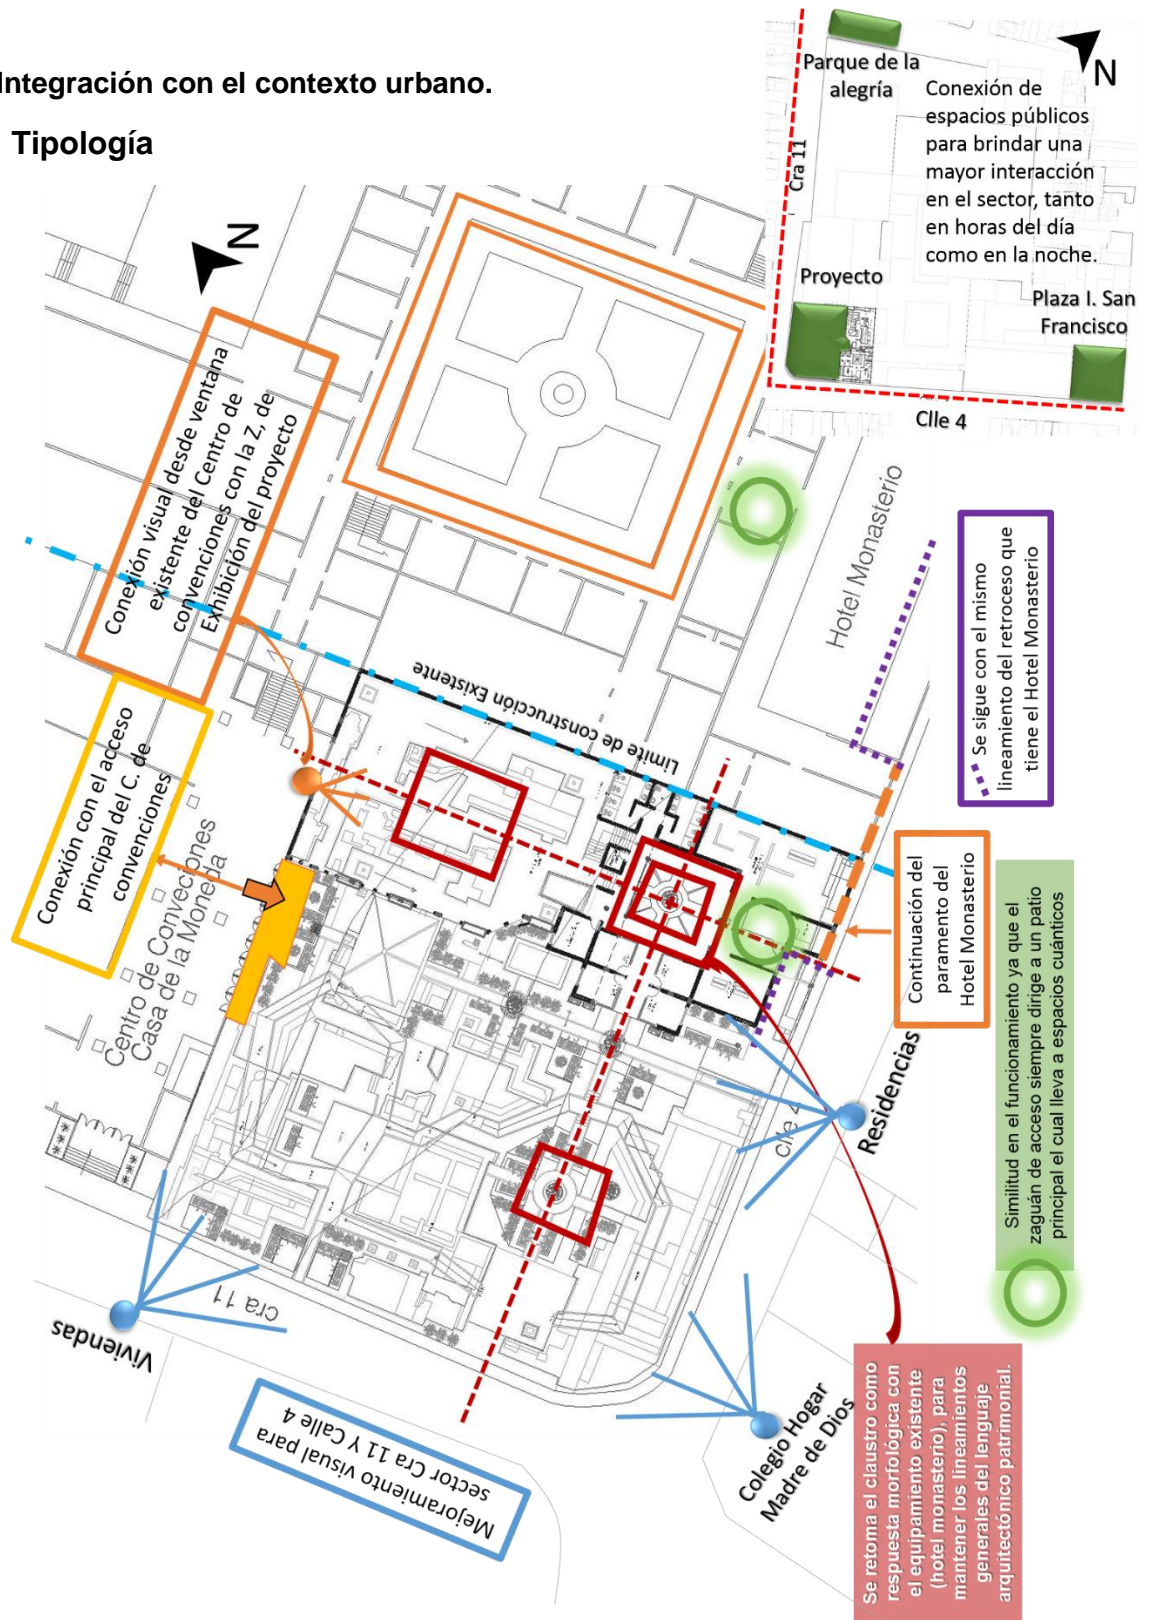 Integración con el contexto urbano.
Tipología
Parque de la
alegría
N
Conexión de
espacios públicos
para brindar una
mayor interacción
en el sector, tanto
en horas del día
como en la noche.
Cra 11
Proyecto
Plaza I. San
Francisco
Clle 4
N
Conexión visual desde ventana
existente del Centro de
convenciones con la Z, de
Exhibición del proyecto
Conexión con el acceso
principal del C. de
convenciones
Centro de Conveciones
Casa de la Moneda
Limite de construcción Existente
Hotel Monasterio
Se sigue con el mismo
lineamiento del retroceso que
tiene el Hotel Monasterio
Continuación del
paramento del
Hotel Monasterio
Similitud en el funcionamiento ya que el
zaguán de acceso siempre dirige a un patio
principal el cual lleva a espacios cuánticos
Residencias
Clle 4
cra 11
Viviendas
Mejoramiento visual para
sector Cra 11 Y Calle 4
Colegio Hogar
Madre de Dios
Se retoma el claustro como
respuesta morfológica con
el equipamiento existente
(hotel monasterio), para
mantener los lineamientos
generales del lenguaje
arquitectónico patrimonial.